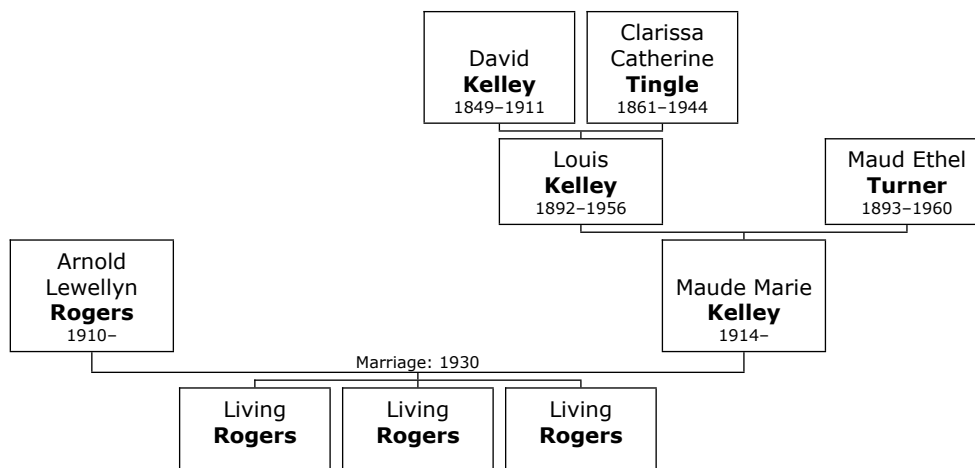 David
Kelley
1849–1911
Clarissa
Catherine
Tingle
1861–1944
Louis
Kelley
1892–1956
Maud Ethel
Turner
1893–1960
Arnold
Lewellyn
Rogers
1910–
Maude Marie
Kelley
1914–
Marriage: 1930
Living
Rogers
Living
Rogers
Living
Rogers